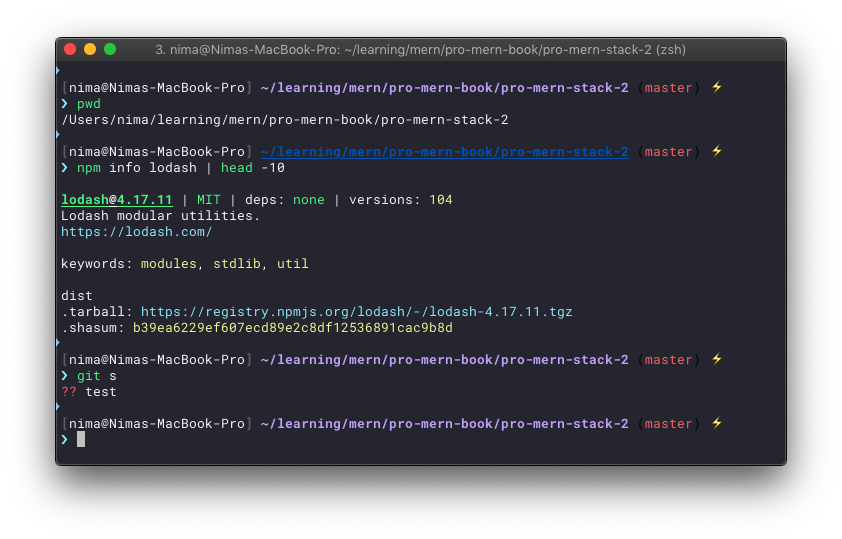 3. nima@Nimas-MacBook-Pro: ~/learning/mern/pro-mern-book/pro-mern-stack-2 (zsh)
[nima@Nimas-MacBook-Pro] ~/learning/mern/pro-mern-book/pro-mern-stack-2 (master) ⚡
❯ pwd
/Users/nima/learning/mern/pro-mern-book/pro-mern-stack-2
[nima@Nimas-MacBook-Pro] ~/learning/mern/pro-mern-book/pro-mern-stack-2 (master) ⚡
❯ npm info lodash | head -10
lodash@4.17.11 | MIT | deps: none | versions: 104
Lodash modular utilities.
https://lodash.com/
keywords: modules, stdlib, util
dist
.tarball: https://registry.npmjs.org/lodash/-/lodash-4.17.11.tgz
.shasum: b39ea6229ef607ecd89e2c8df12536891cac9b8d
[nima@Nimas-MacBook-Pro] ~/learning/mern/pro-mern-book/pro-mern-stack-2 (master) ⚡
❯ git s
?? test
[nima@Nimas-MacBook-Pro] ~/learning/mern/pro-mern-book/pro-mern-stack-2 (master) ⚡
❯